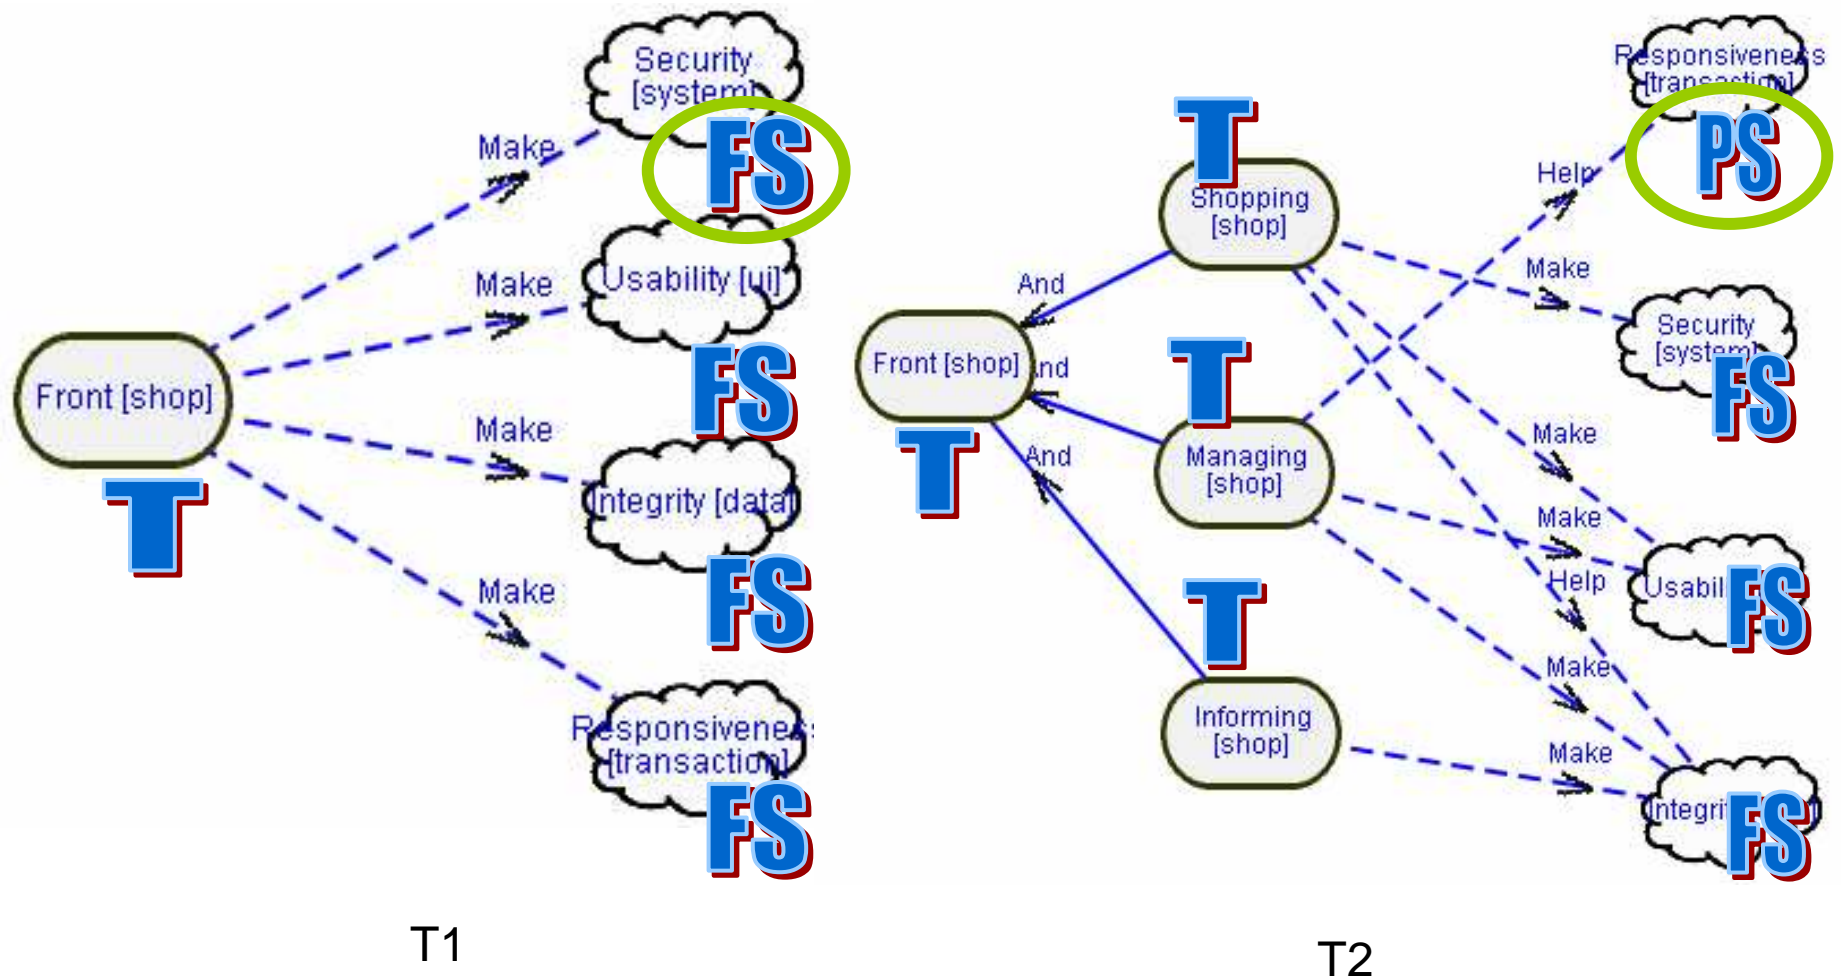 Security
[system]
FS
Make
Usability [ui]
Make
FS
Front [shop]
T
Make
Integrity [data]
FS
Make
Responsiveness
[transaction]
FS
T1
Responsiveness
[transaction]
PS
T
Shopping
[shop]
Help
Make
Security
[system]
FS
And
Front [shop]
T
And
T
Managing
[shop]
And
Make
Make
FS
Help
T
Make
Informing
[shop]
Make
FS
T2